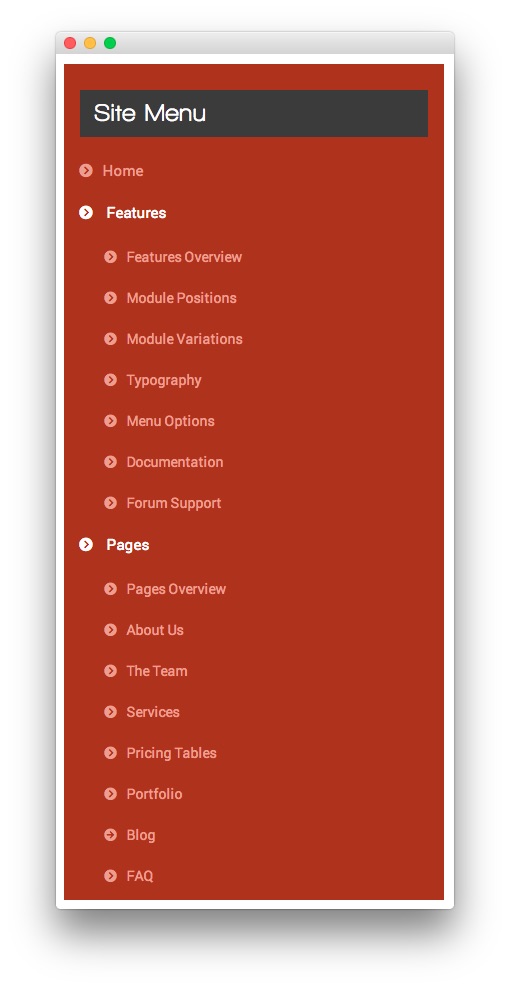 Site Menu
Home
Features
Features Overview
Module Positions
Module Variations
Typography
Menu Options
Documentation
Forum Support
Pages
Pages Overview
About Us
The Team
Services
Pricing Tables
Portfolio
Blog
FAQ